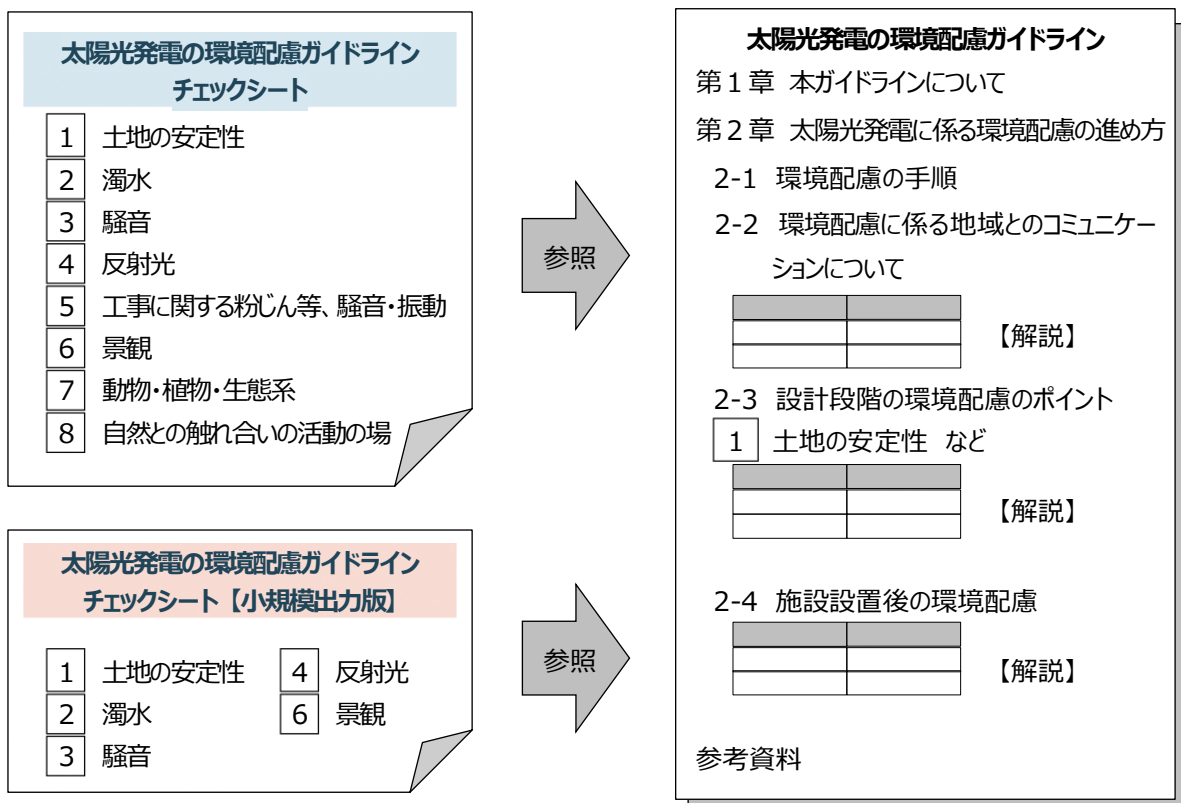 太陽光発電の環境配慮ガイドライン
チェックシート
1 土地の安定性
2 濁水
3 騒音
4 反射光
5 工事に関する粉じん等、騒音・振動
6 景観
7 動物・植物・生態系
8 自然との触れ合いの活動の場
参照
太陽光発電の環境配慮ガイドライン
チェックシート【小規模出力版】
1 土地の安定性
2 濁水
3 騒音
4 反射光
6 景観
参照
太陽光発電の環境配慮ガイドライン
第1章 本ガイドラインについて
第2章 太陽光発電に係る環境配慮の進め方
2-1 環境配慮の手順
2-2 環境配慮に係る地域とのコミュニケー
ションについて
【解説】
2-3 設計段階の環境配慮のポイント
1 土地の安定性 など
【解説】
2-4 施設設置後の環境配慮
【解説】
参考資料